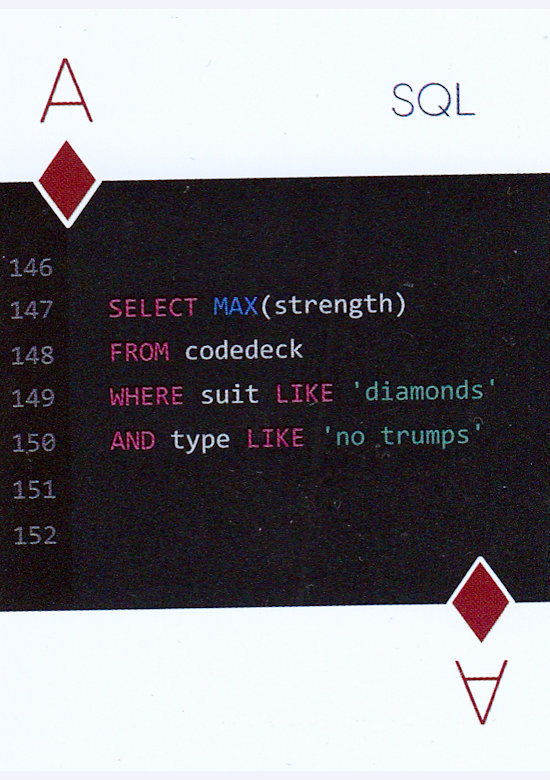 A
SQL
146
147 SELECT MAX(strength)
148 FROM codedeck
149 WHERE suit LIKE 'diamonds'
150 AND type LIKE 'no trumps'
151
152
A